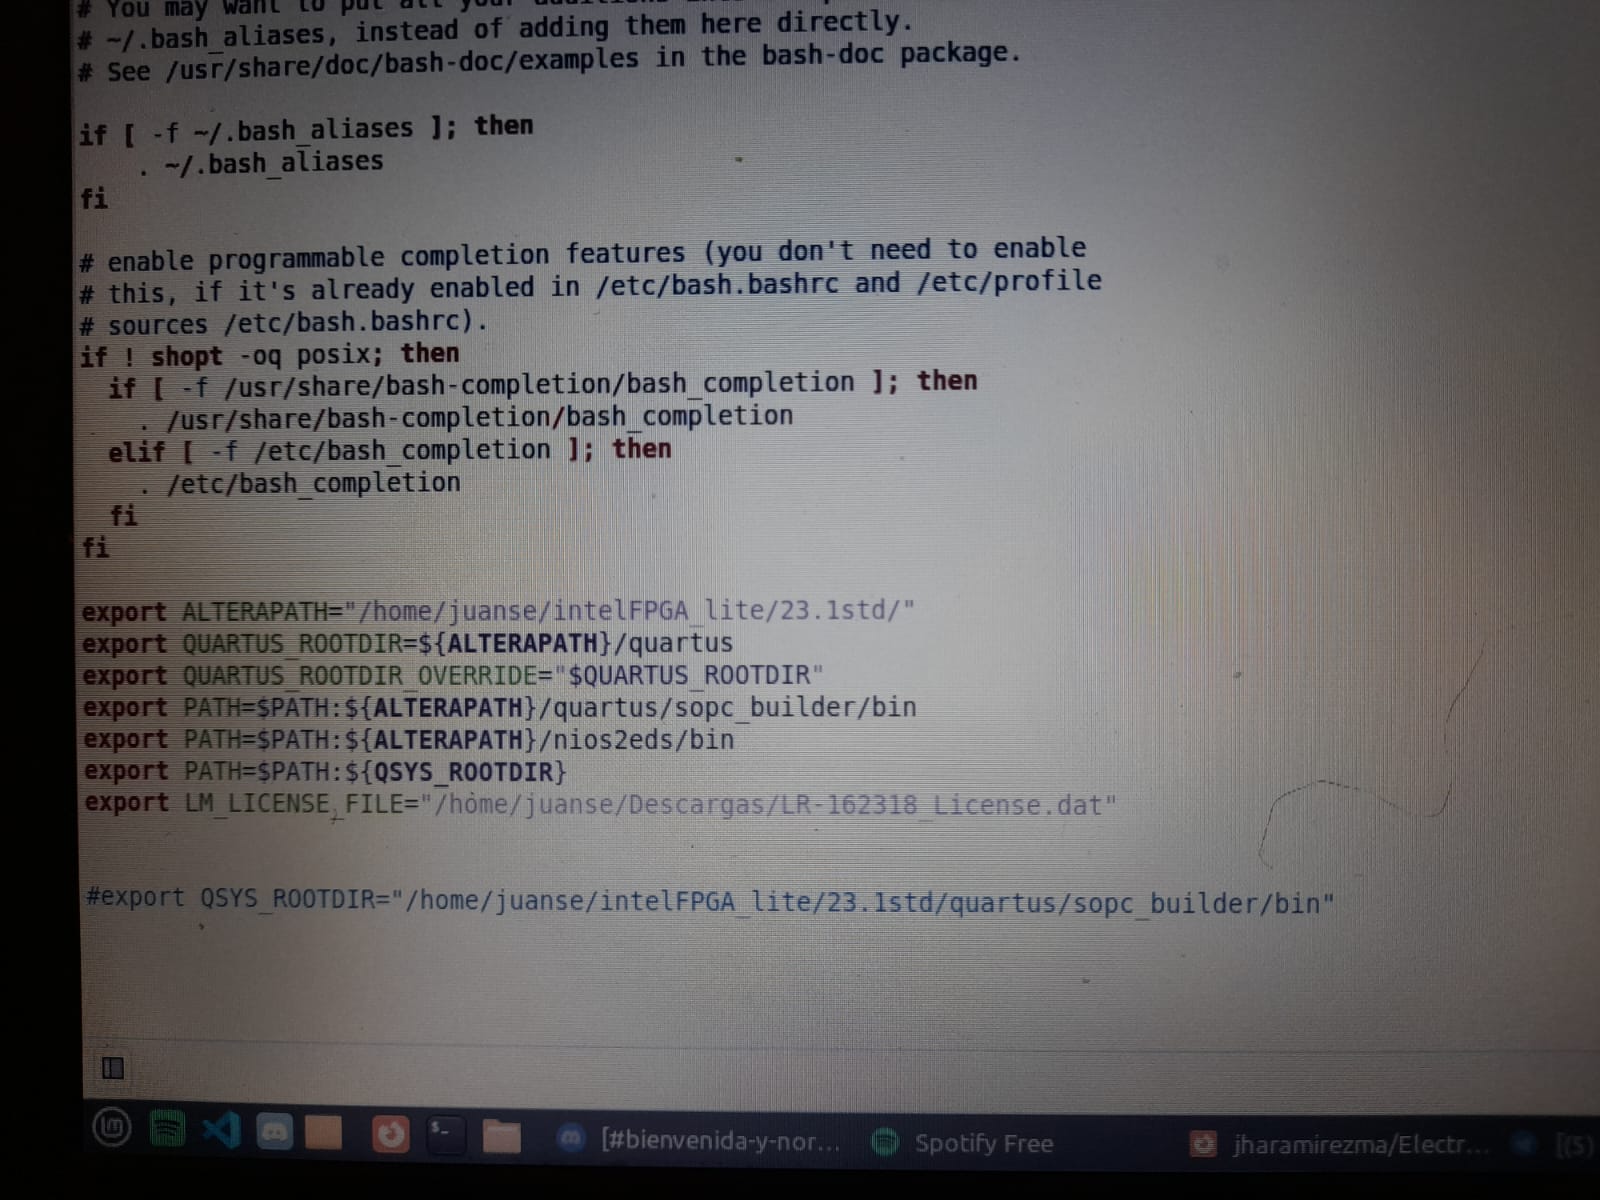 # You may want to put all your additions
# ~/.bash_aliases, instead of adding them here directly.
# See /usr/share/doc/bash-doc/examples in the bash-doc package.
if [ -f ~/.bash_aliases ]; then
. ~/.bash_aliases
fi
# enable programmable completion features (you don't need to enable
# this, if it's already enabled in /etc/bash.bashrc and /etc/profile
# sources /etc/bash.bashrc).
if ! shopt -oq posix; then
if [ -f /usr/share/bash-completion/bash_completion ]; then
. /usr/share/bash-completion/bash_completion
elif [ -f /etc/bash_completion ]; then
. /etc/bash_completion
fi
fi
export ALTERAPATH="/home/juanse/intelFPGA_lite/23.1std/"
export QUARTUS_ROOTDIR=${ALTERAPATH}/quartus
export QUARTUS_ROOTDIR_OVERRIDE="$QUARTUS_ROOTDIR"
export PATH=$PATH:${ALTERAPATH}/quartus/sopc_builder/bin
export PATH=$PATH:${ALTERAPATH}/nios2eds/bin
export PATH=$PATH:${QSYS_ROOTDIR}
export LM_LICENSE_FILE="/home/juanse/Descargas/LR-162318_License.dat"
#export QSYS_ROOTDIR="/home/juanse/intelFPGA_lite/23.1std/quartus/sopc_builder/bin"
[#bienvenida-y-nor... Spotify Free jharamirezma/Electr... [(5)